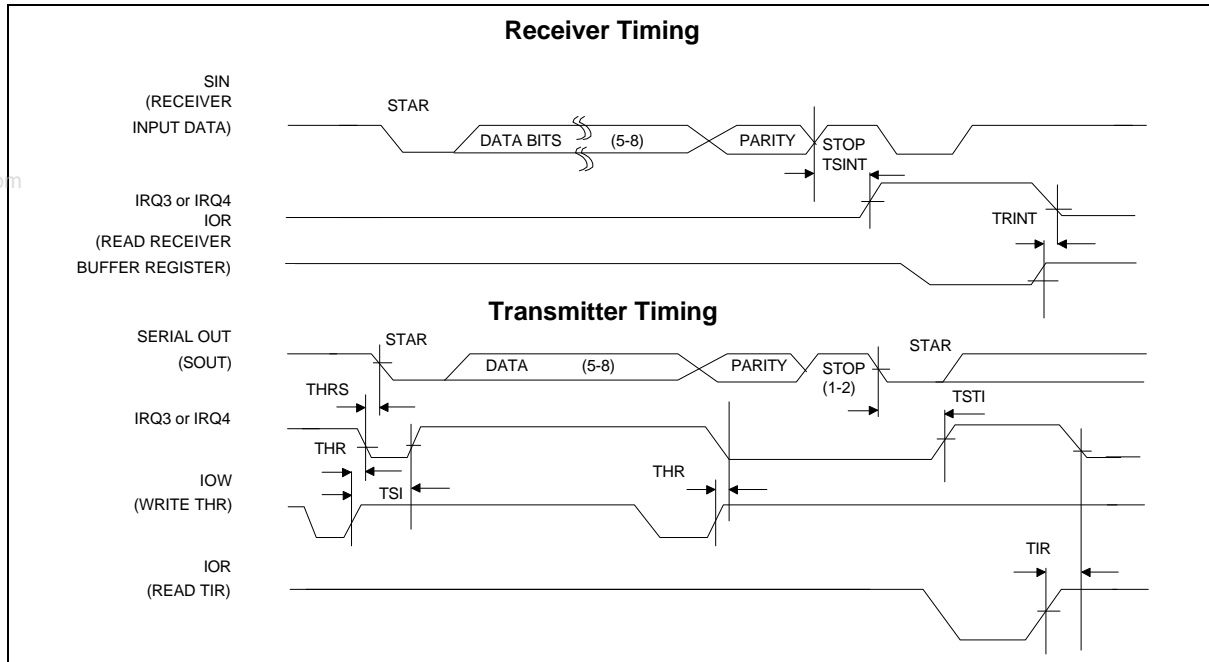 Receiver Timing
SIN
(RECEIVER
INPUT DATA)
STAR
DATA BITS (5-8)
PARITY
STOP
TSINT
om
IRQ3 or IRQ4
IOR
(READ RECEIVER
BUFFER REGISTER)
TRINT
Transmitter Timing
SERIAL OUT
(SOUT)
STAR
DATA (5-8)
PARITY
STOP
(1-2)
STAR
THRS
TSTI
IRQ3 or IRQ4
THR
THR
IOW
(WRITE THR)
TSI
IOR
(READ TIR)
TIR